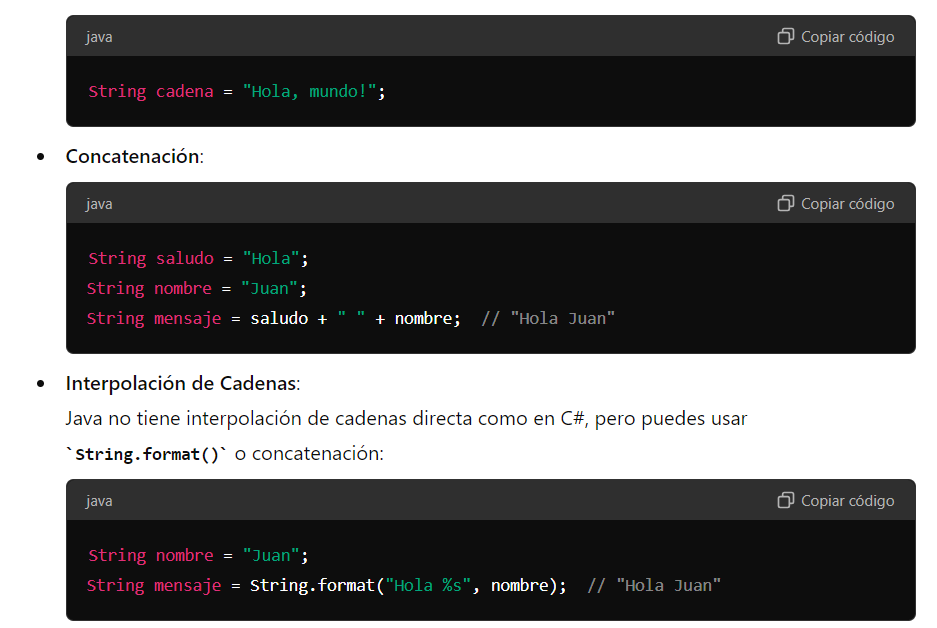 java Copiar código
String cadena = "Hola, mundo!";
• Concatenación:
java Copiar código
String saludo = "Hola";
String nombre = "Juan";
String mensaje = saludo + " " + nombre;  // "Hola Juan"
• Interpolación de Cadenas:
Java no tiene interpolación de cadenas directa como en C#, pero puedes usar
`String.format()` o concatenación:
java Copiar código
String nombre = "Juan";
String mensaje = String.format("Hola %s", nombre);  // "Hola Juan"